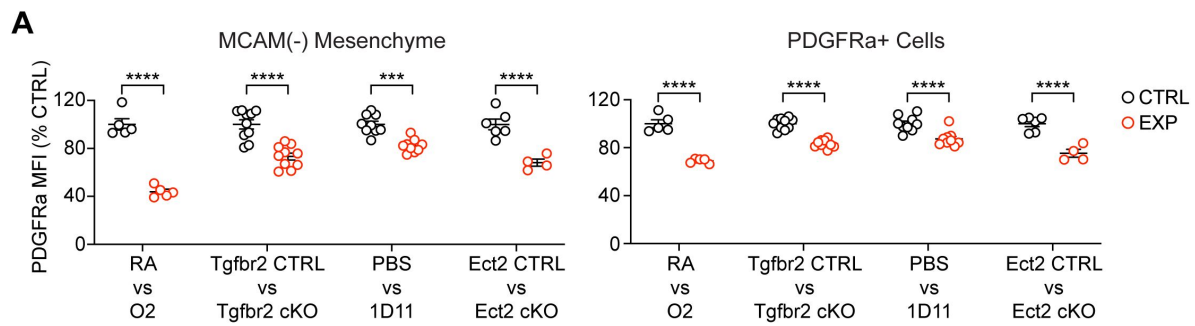 A
MCAM(-) Mesenchyme
PDGFRa+ Cells
PDGFRa MFI (% CTRL)
120
80
40
0
**** **** *** ****
RA
vs
O2
Tgfbr2 CTRL
vs
Tgfbr2 cKO
PBS
vs
1D11
Ect2 CTRL
vs
Ect2 cKO
120
80
40
0
**** **** **** ****
RA
vs
O2
Tgfbr2 CTRL
vs
Tgfbr2 cKO
PBS
vs
1D11
Ect2 CTRL
vs
Ect2 cKO
CTRL
EXP